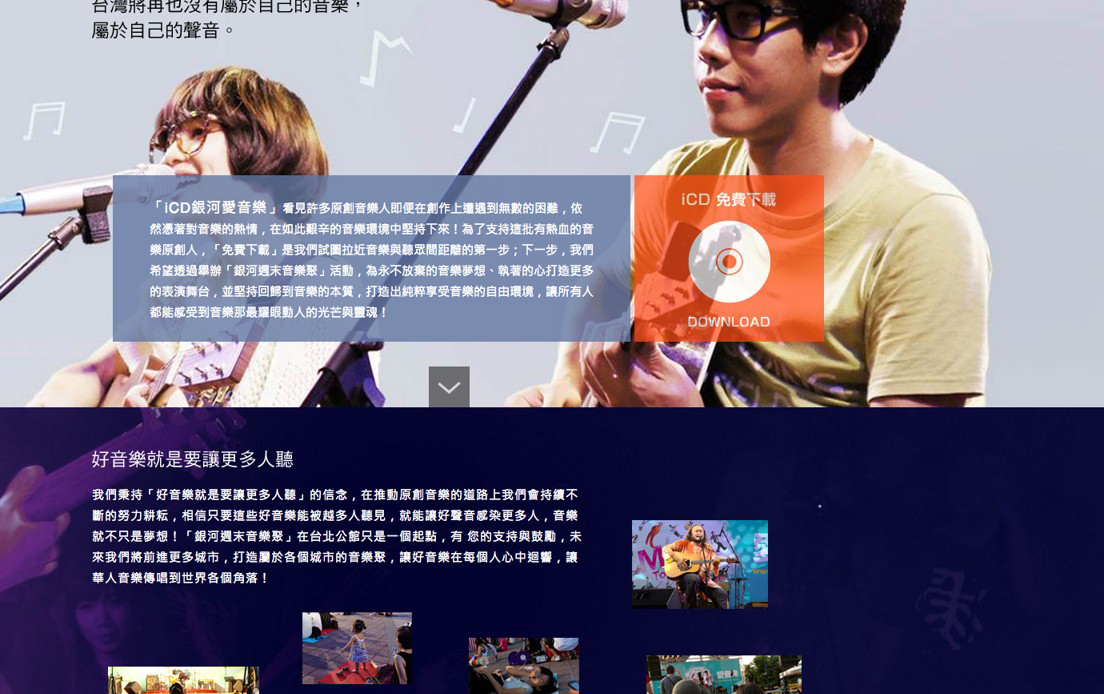 台灣將再也沒有屬於自己的音樂，
屬於自己的聲音。
「iCD銀河愛音樂」看見許多原創音樂人即便在創作上遭遇到無數的困難，依
然憑著對音樂的熱情，在如此艱辛的音樂環境中堅持下來！為了支持這批有熱血的音
樂原創人，「免費下載」是我們試圖拉近音樂與聽眾間距離的第一步；下一步，我們
希望透過舉辦「銀河週末音樂聚」活動，為永不放棄的音樂夢想、執著的心打造更多
的表演舞台，並堅持回歸到音樂的本質，打造出純粹享受音樂的自由環境，讓所有人
都能感受到音樂那最耀眼動人的光芒與靈魂！
iCD 免費下載
DOWNLOAD
好音樂就是要讓更多人聽
我們秉持「好音樂就是要讓更多人聽」的信念，在推動原創音樂的道路上我們會持續不
斷的努力耕耘，相信只要這些好音樂能被越多人聽見，就能讓好聲音感染更多人，音樂
就不只是夢想！「銀河週末音樂聚」在台北公館只是一個起點，有 您的支持與鼓勵，未
來我們將前進更多城市，打造屬於各個城市的音樂聚，讓好音樂在每個人心中迴響，讓
華人音樂傳唱到世界各個角落！